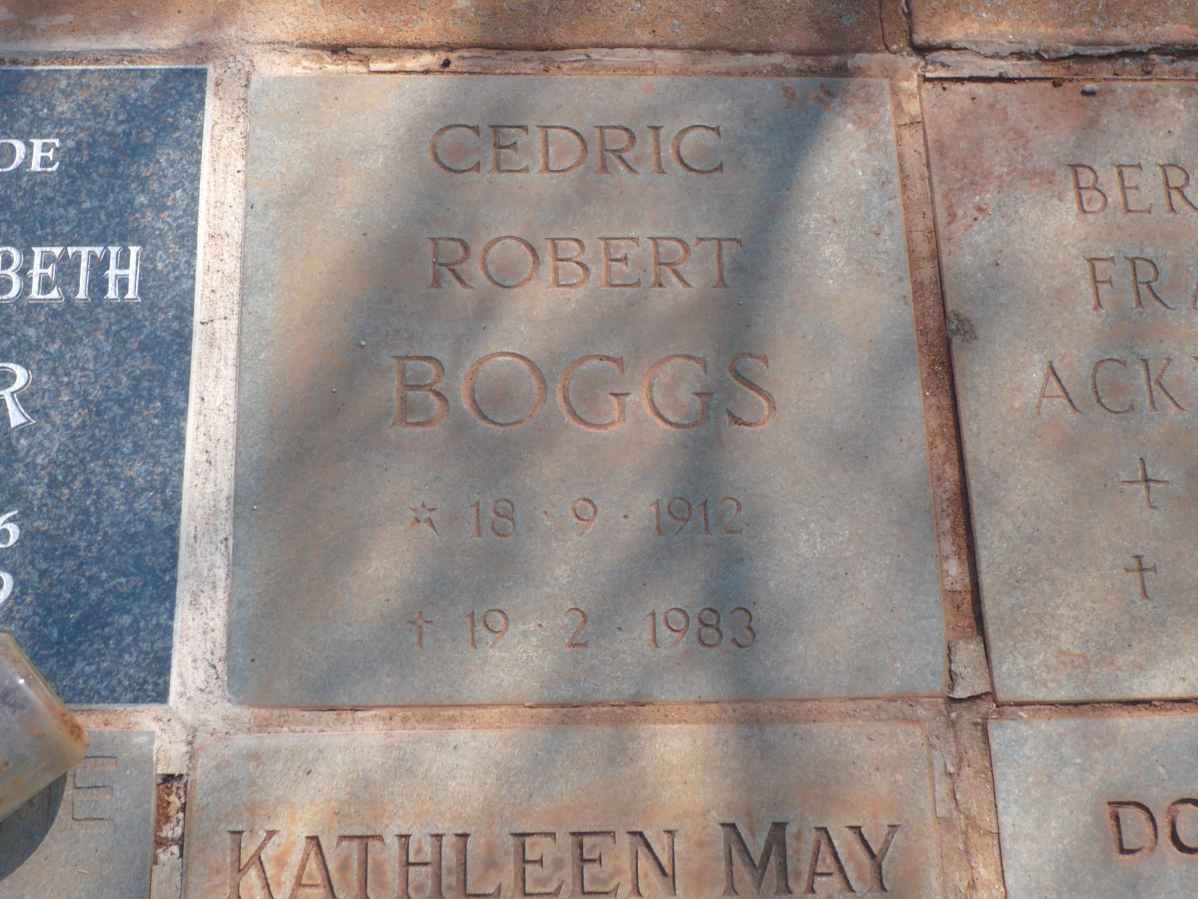 CEDRIC
ROBERT
BOGGS
☆ 18 · 9 · 1912
† 19 · 2 · 1983
KATHLEEN MAY